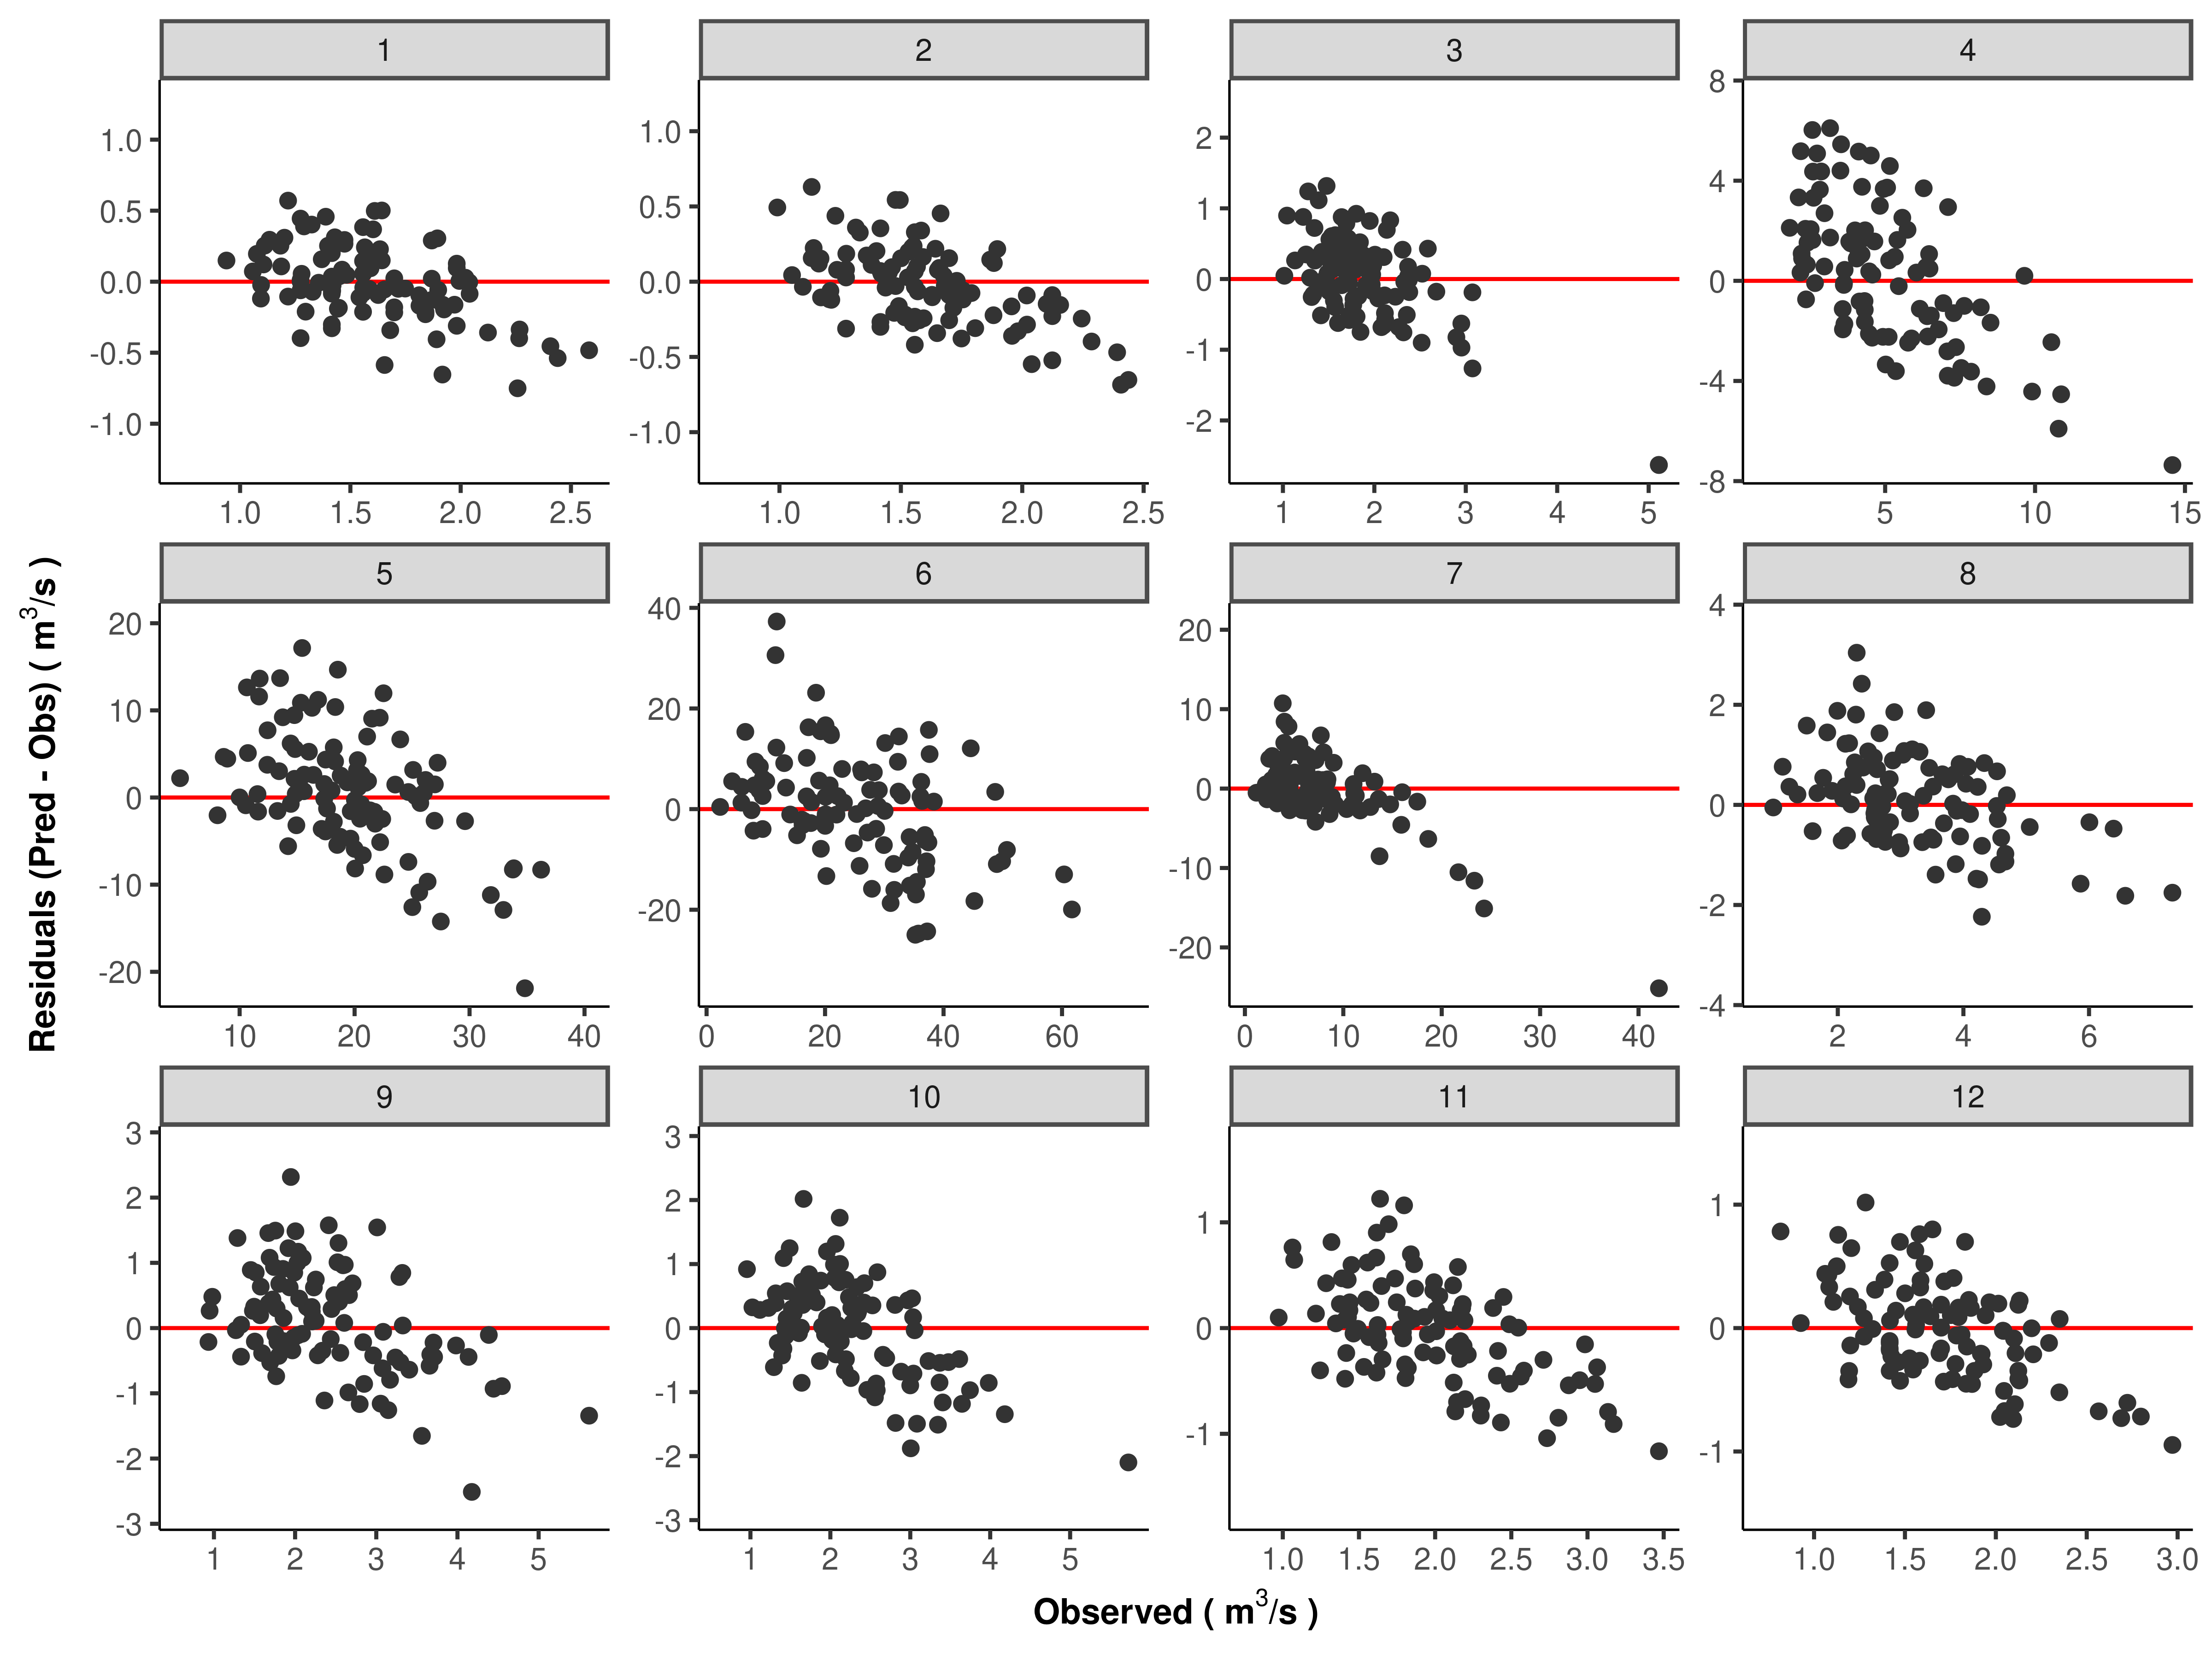 1 2 3 4
1.0 1.0 2 8
0.5 0.5 1 4
0.0 0.0 0 0
-0.5 -0.5 -1 -4
-1.0 -1.0 -2 -8
1.0 1.5 2.0 2.5 1.0 1.5 2.0 2.5 1 2 3 4 5 5 10 15
5 6 7 8
20 40 20 4
10 20 10 2
0 0 0 0
-10 -20 -10 -2
-20 -20 -4
10 20 30 40 0 20 40 60 0 10 20 30 40 2 4 6
9 10 11 12
3 3 1 1
2 2 0 0
1 1 -1 -1
0 0
-1 -1
-2 -2
-3 -3
1 2 3 4 5 1 2 3 4 5 1.0 1.5 2.0 2.5 3.0 3.5 1.0 1.5 2.0 2.5 3.0
Residuals (Pred - Obs) ( m³/s )
Observed ( m³/s )